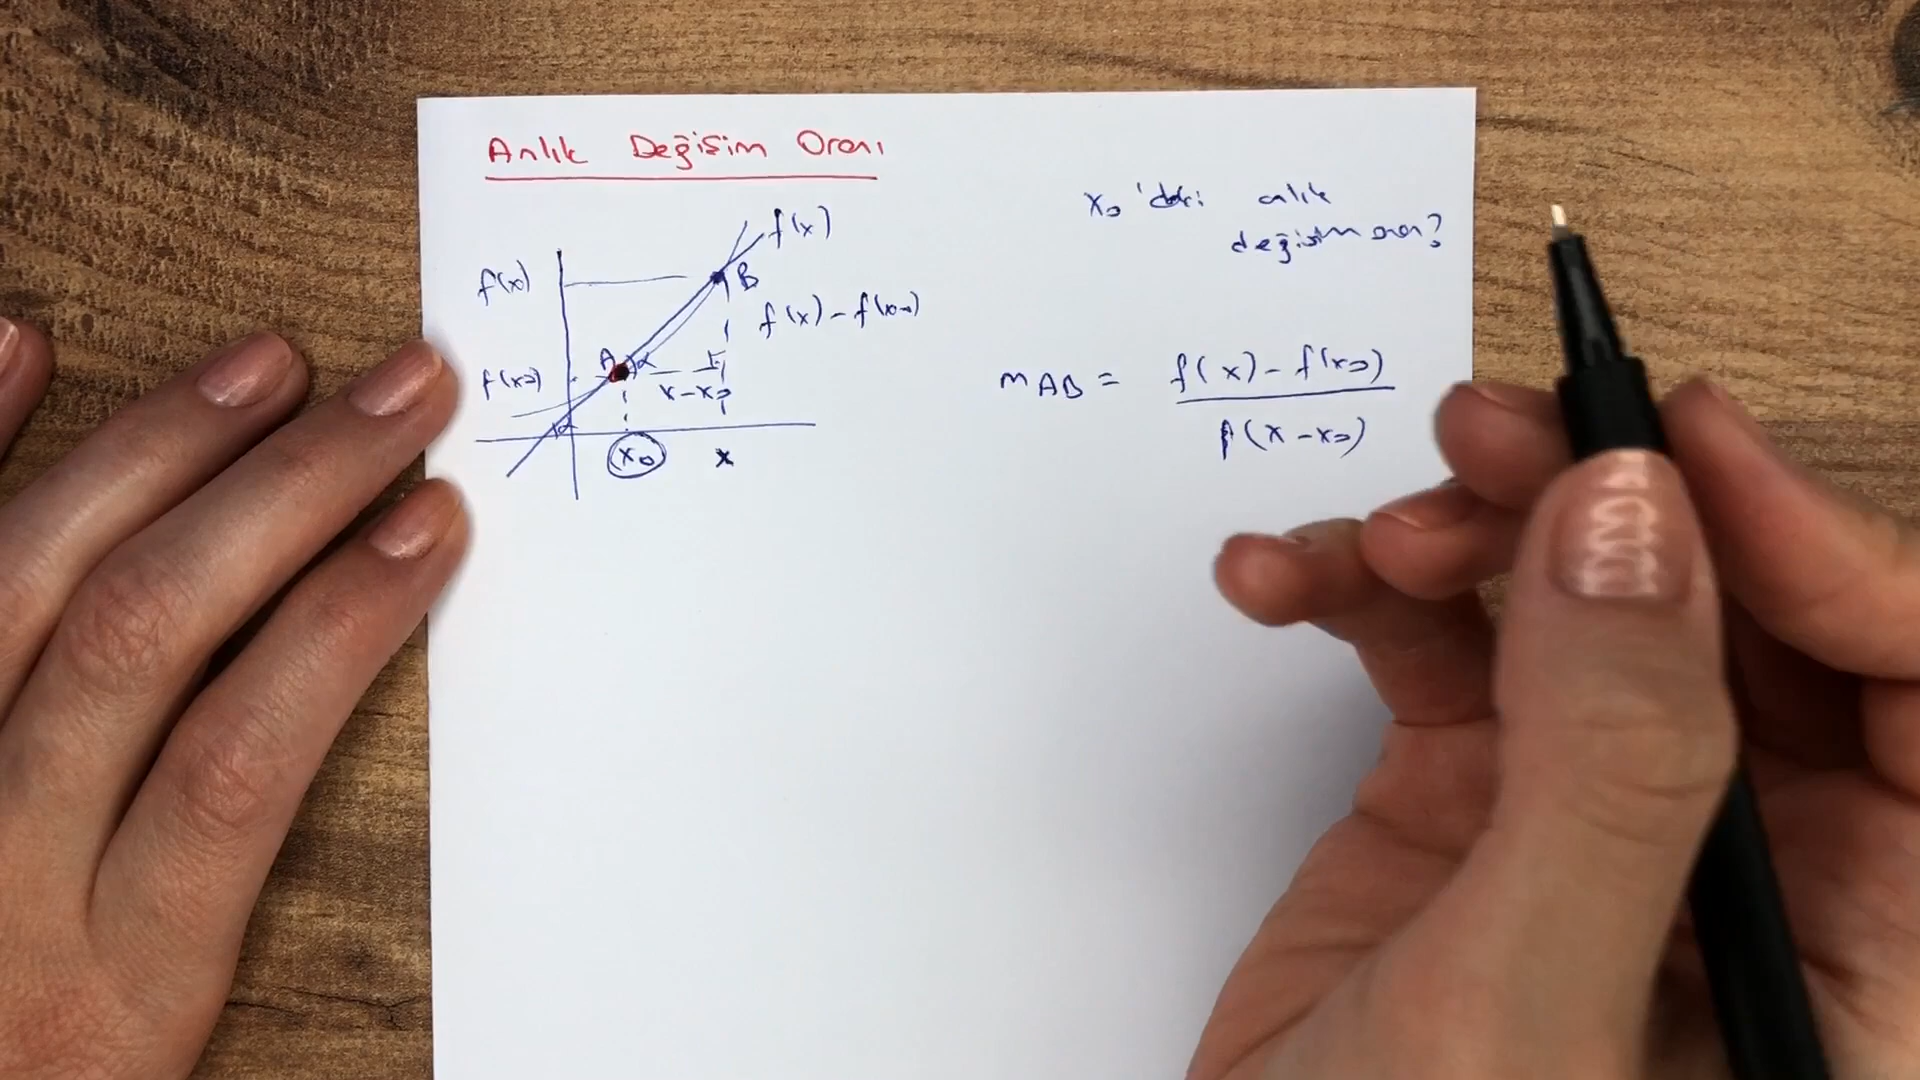 Anlık Değişim Oranı
x₀'daki anlık
değişim oranı?
f(x)
f(x)
B
f(x) - f(x₀)
A
α
f(x₀)
x - x₀
α
x₀
x
mAB = f(x) - f(x₀)
(x - x₀)